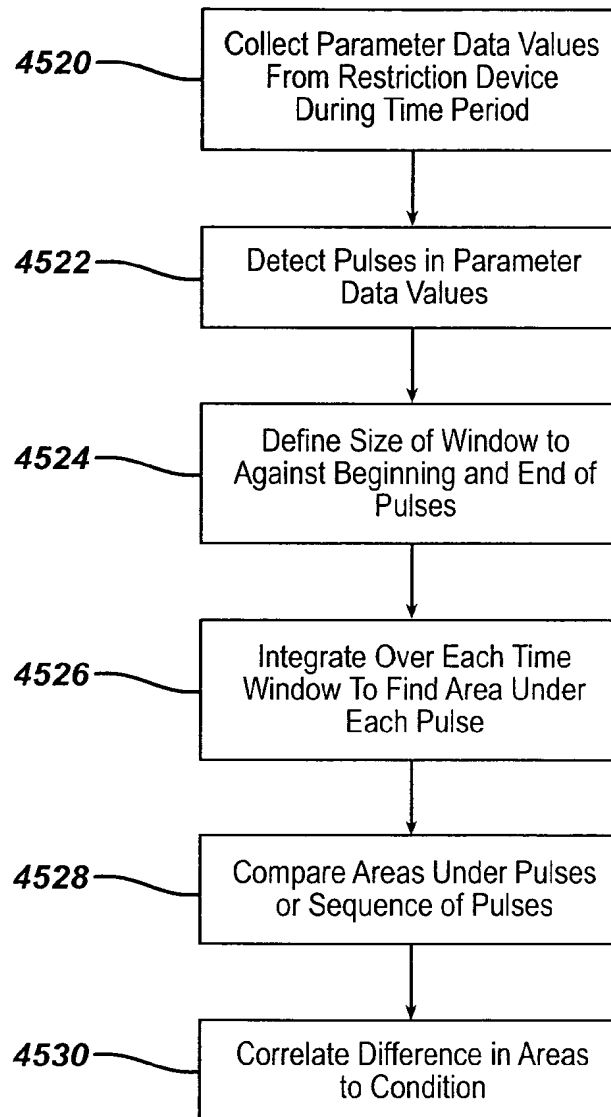 4520
Collect Parameter Data Values
From Restriction Device
During Time Period
4522
Detect Pulses in Parameter
Data Values
4524
Define Size of Window to
Against Beginning and End of
Pulses
4526
Integrate Over Each Time
Window To Find Area Under
Each Pulse
4528
Compare Areas Under Pulses
or Sequence of Pulses
4530
Correlate Difference in Areas
to Condition